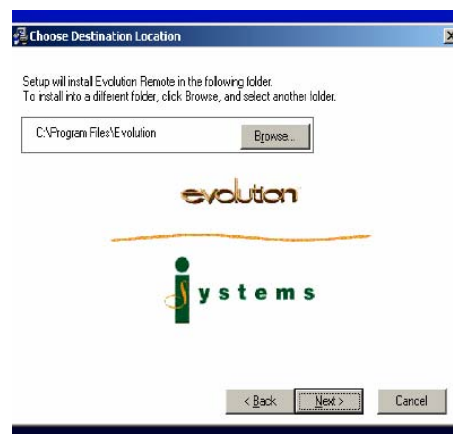 Choose Destination Location
Setup will install Evolution Remote in the following folder.
To install into a different folder, click Browse, and select another folder.
C:\Program Files\Evolution
Browse...
evolution
iSystems
< Back
Next >
Cancel